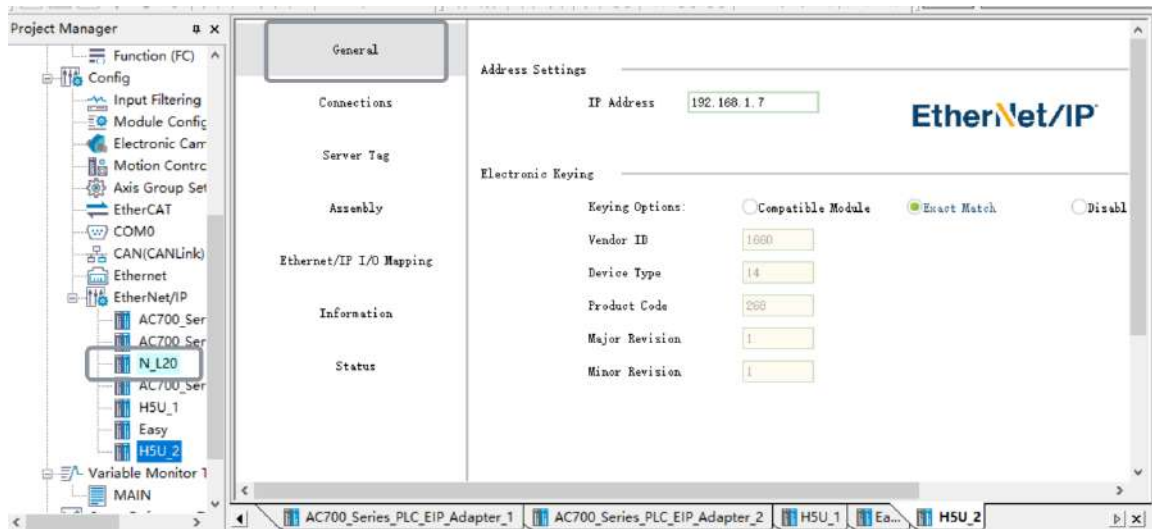 Project Manager
Function (FC)
Config
Input Filtering
Module Config
Electronic Cam
Motion Contrc
Axis Group Set
EtherCAT
COM0
CAN(CANLink)
Ethernet
EtherNet/IP
AC700_Ser
AC700_Ser
N_L20
AC700_Ser
H5U_1
Easy
H5U_2
Variable Monitor T
MAIN
General
Connections
Server Tag
Assembly
Ethernet/IP I/O Mapping
Information
Status
Address Settings
IP Address 192.168.1.7
EtherNet/IP
Electronic Keying
Keying Options: Compatible Module Exact Match Disabl
Vendor ID 1660
Device Type 14
Product Code 268
Major Revision 1
Minor Revision 1
AC700_Series_PLC_EIP_Adapter_1 AC700_Series_PLC_EIP_Adapter_2 H5U_1 Ea... H5U_2